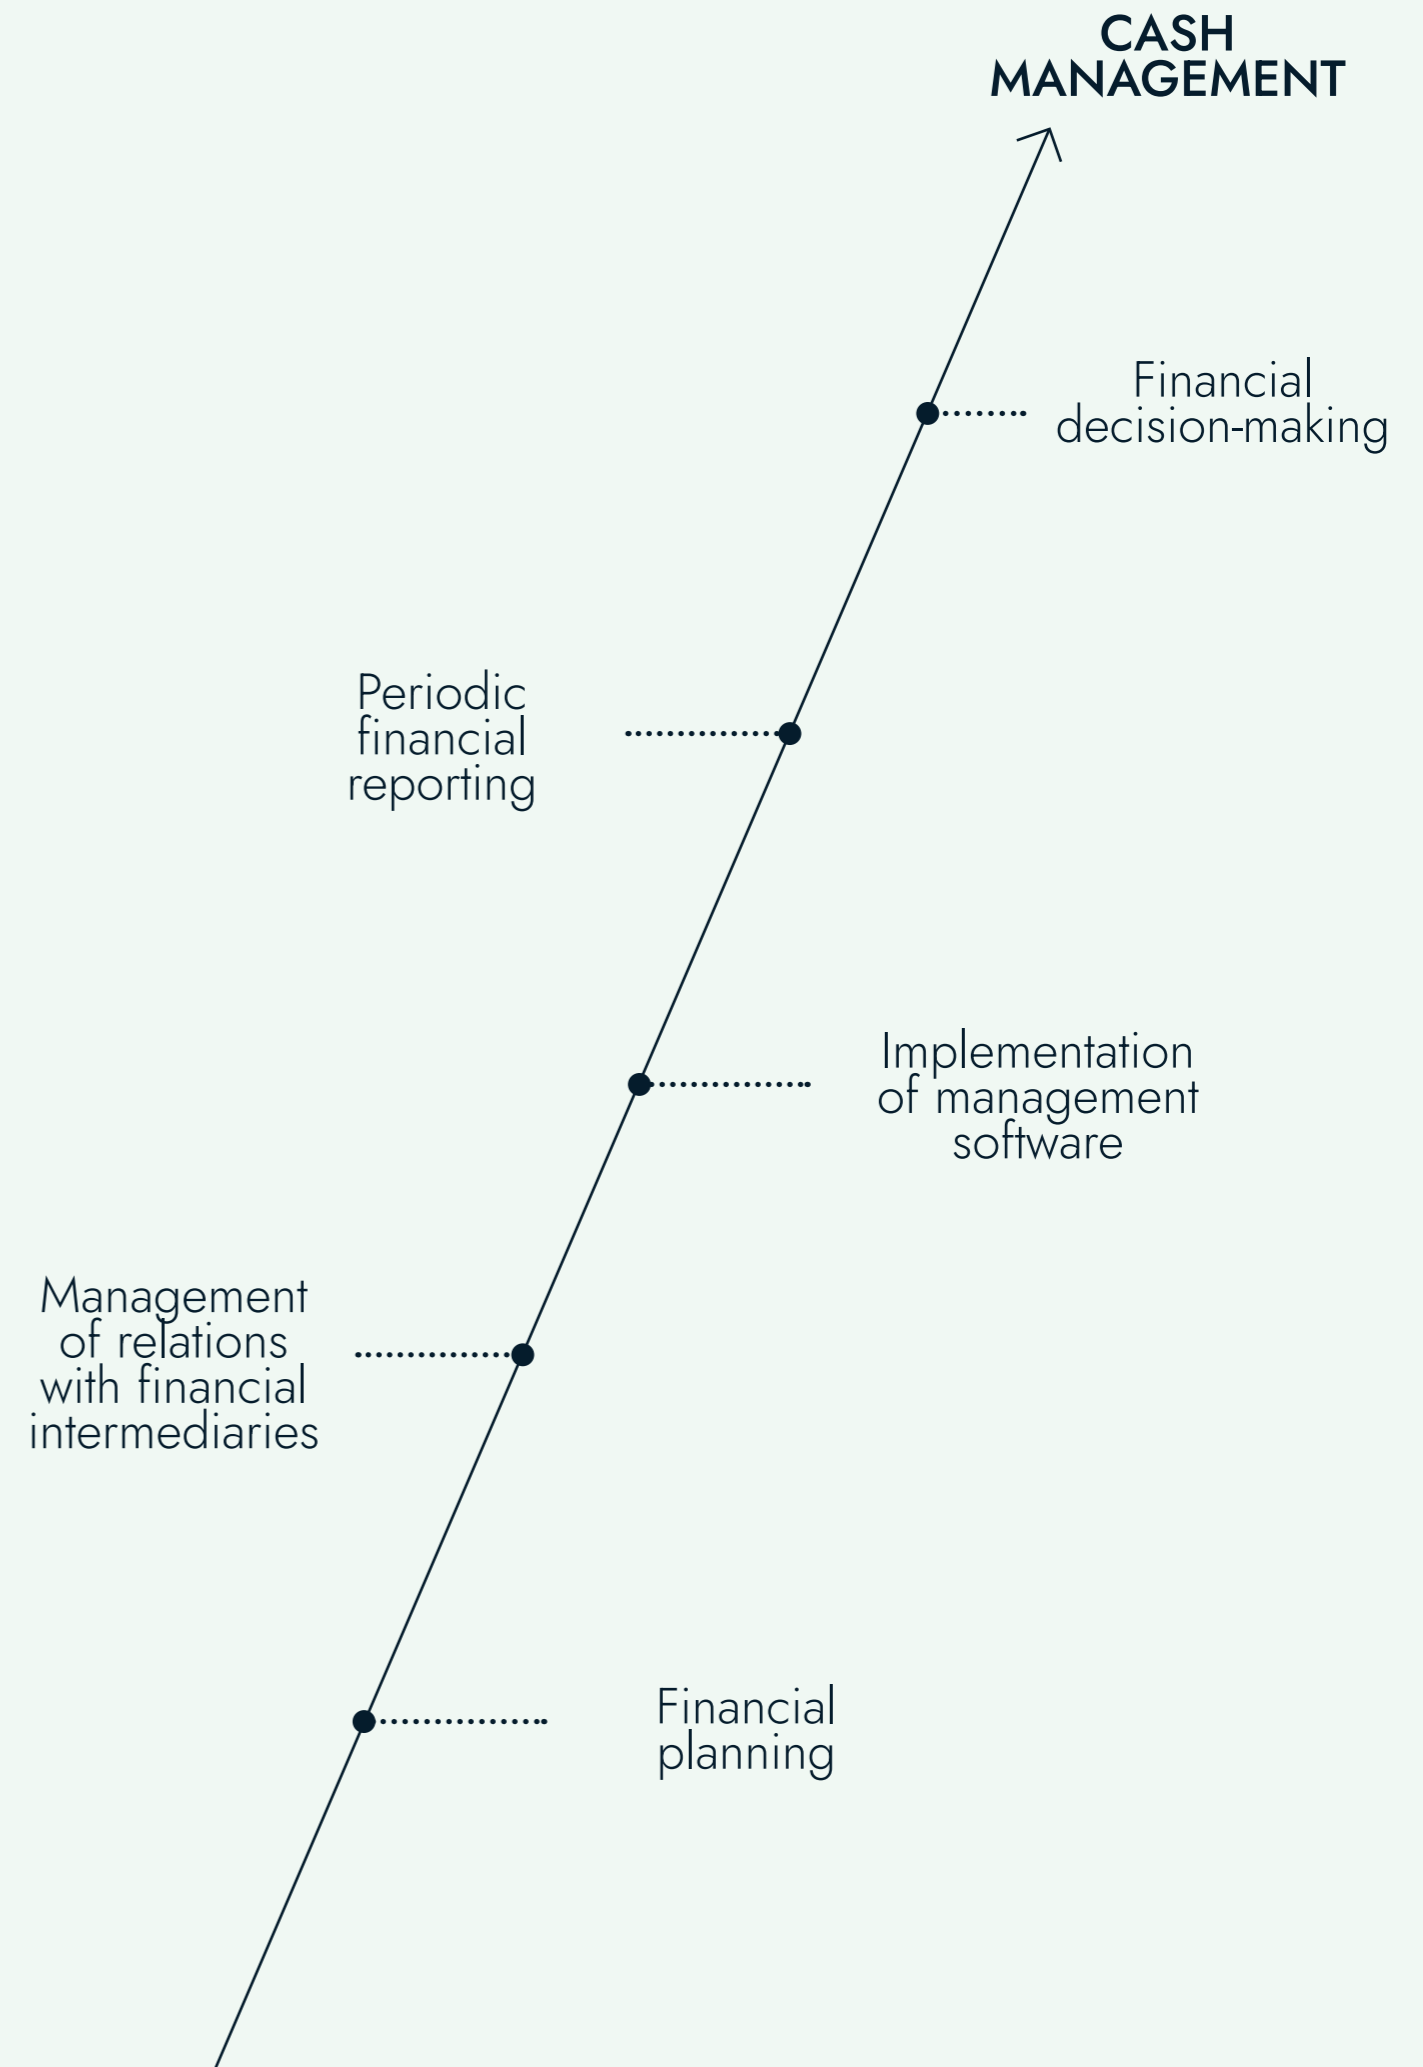 CASH
MANAGEMENT
Financial
decision-making
Periodic
financial
reporting
Implementation
of management
software
Management
of relations
with financial
intermediaries
Financial
planning